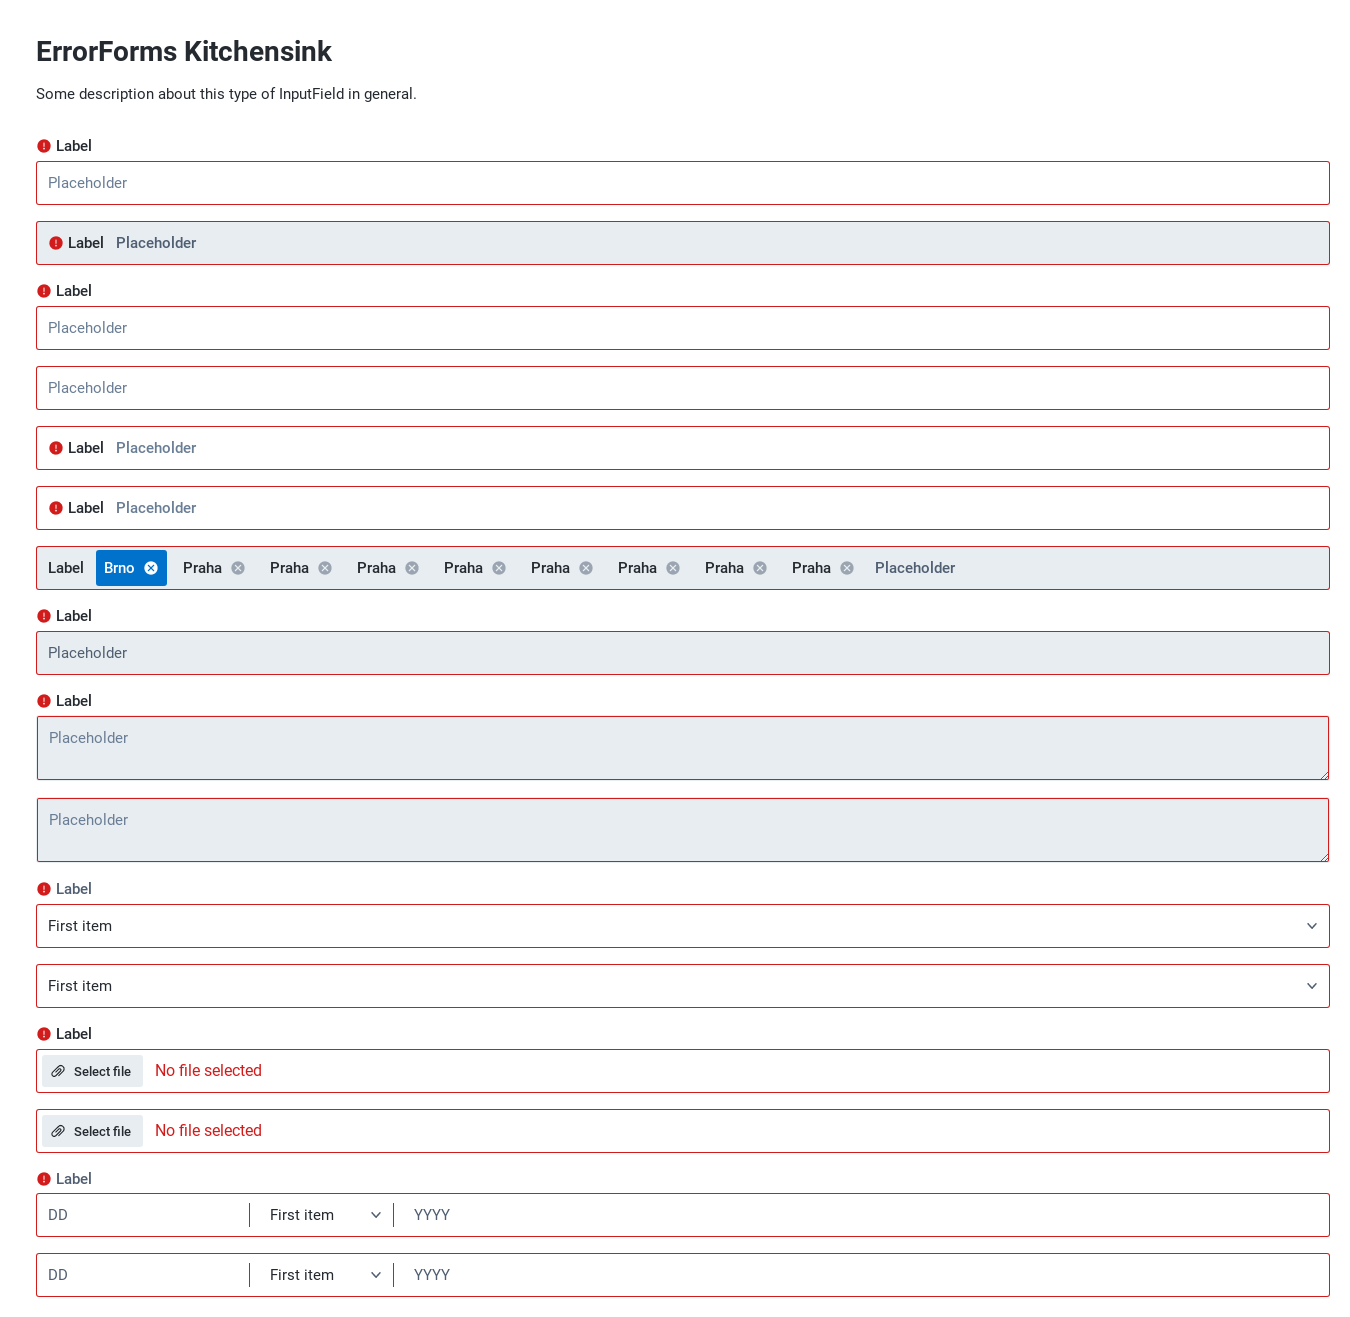 ErrorForms Kitchensink
Some description about this type of InputField in general.
Label
Placeholder
Label Placeholder
Label
Placeholder
Placeholder
Label Placeholder
Label Placeholder
Label Brno Praha Praha Praha Praha Praha Praha Praha Praha Placeholder
Label
Placeholder
Label
Placeholder
Placeholder
Label
First item
First item
Label
Select file No file selected
Select file No file selected
Label
DD First item YYYY
DD First item YYYY